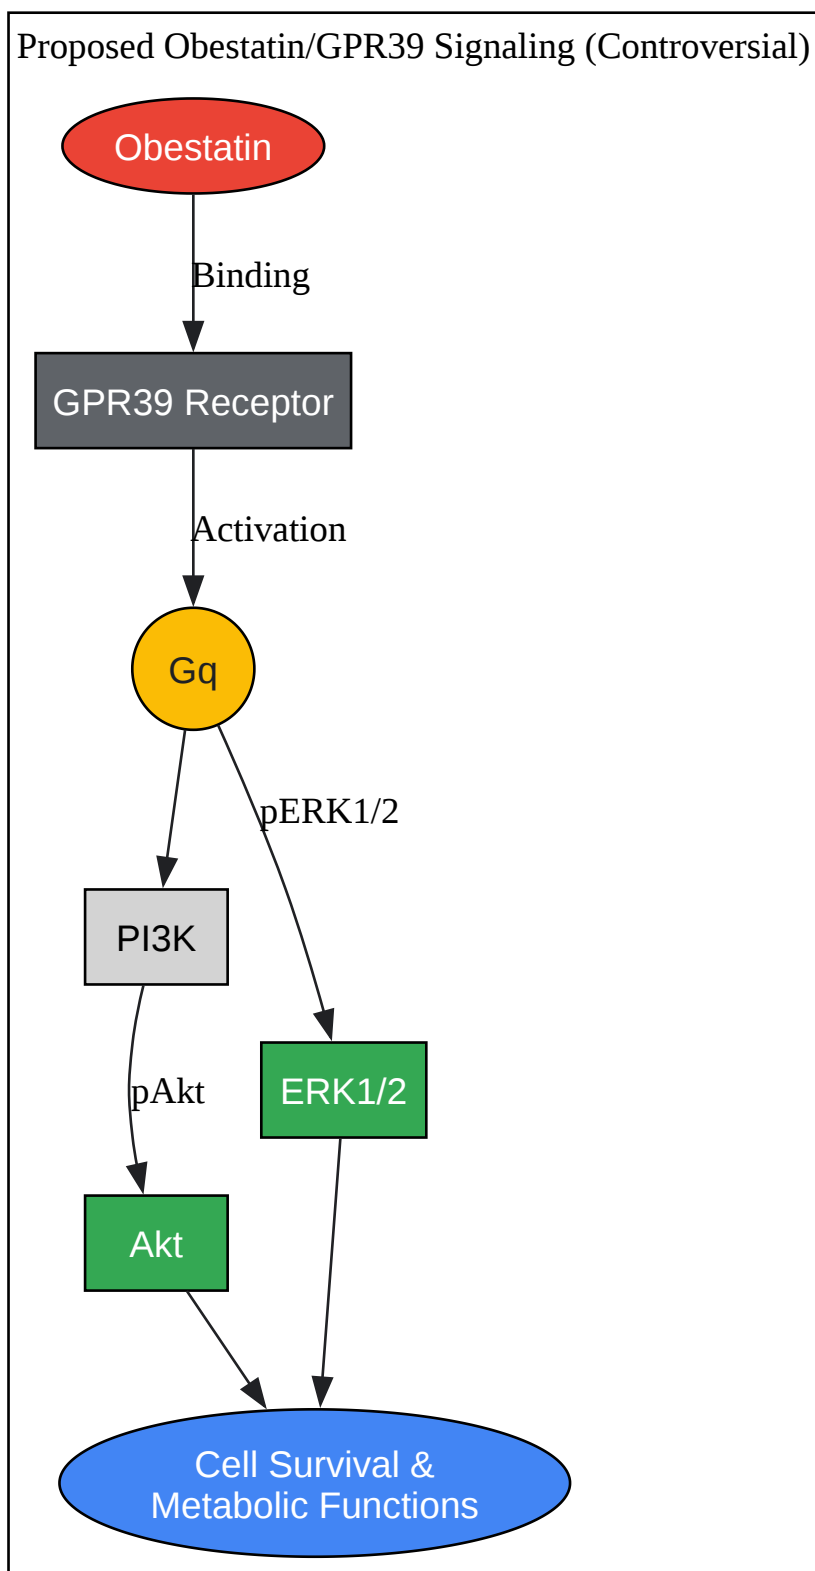 Proposed Obestatin/GPR39 Signaling (Controversial)
Obestatin
Binding
GPR39 Receptor
Activation
Gq
pERK1/2
PI3K
pAkt
ERK1/2
Akt
Cell Survival &
Metabolic Functions